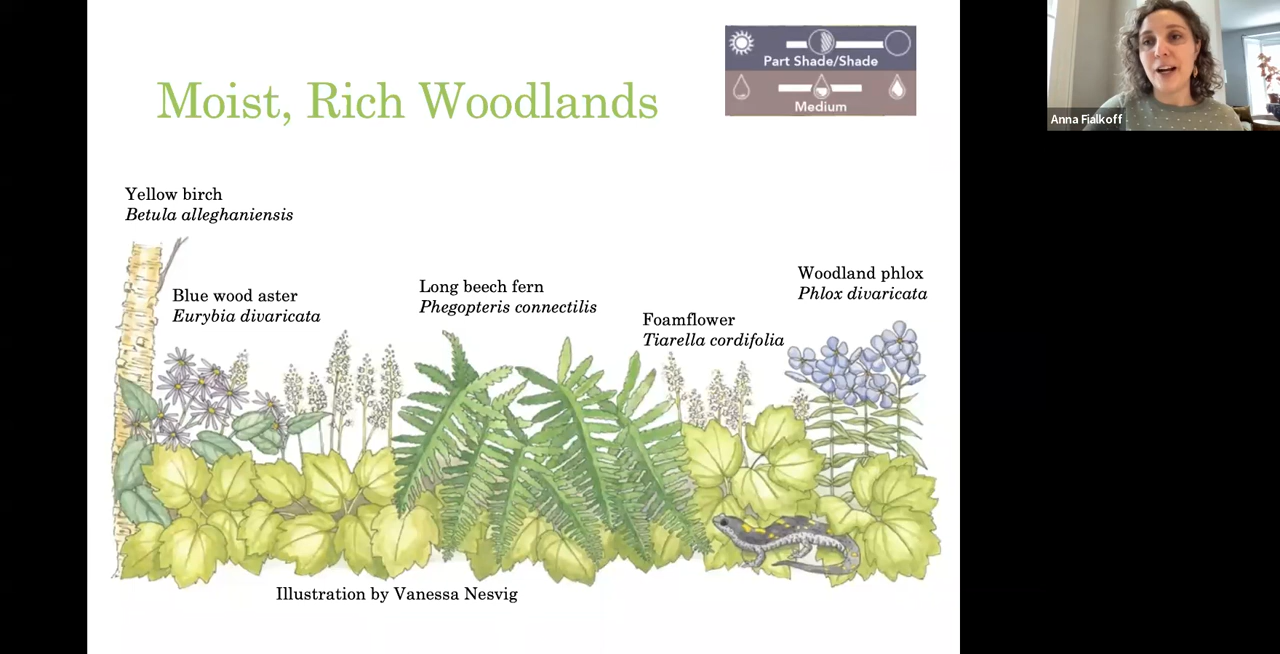 Moist, Rich Woodlands
Part Shade/Shade
Medium
Anna Fialkoff
Yellow birch
Betula alleghaniensis
Blue wood aster
Eurybia divaricata
Long beech fern
Phegopteris connectilis
Foamflower
Tiarella cordifolia
Woodland phlox
Phlox divaricata
Illustration by Vanessa Nesvig